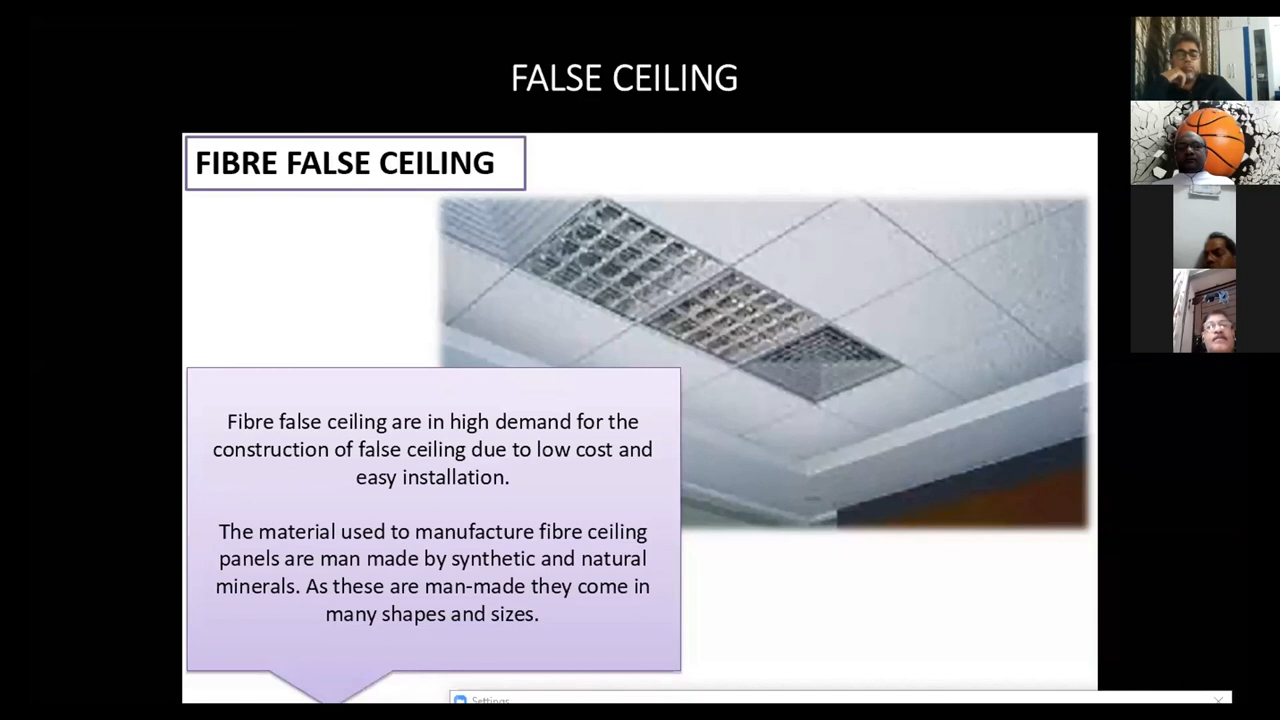 FALSE CEILING
FIBRE FALSE CEILING
Fibre false ceiling are in high demand for the
construction of false ceiling due to low cost and
easy installation.
The material used to manufacture fibre ceiling
panels are man made by synthetic and natural
minerals. As these are man-made they come in
many shapes and sizes.
Settings